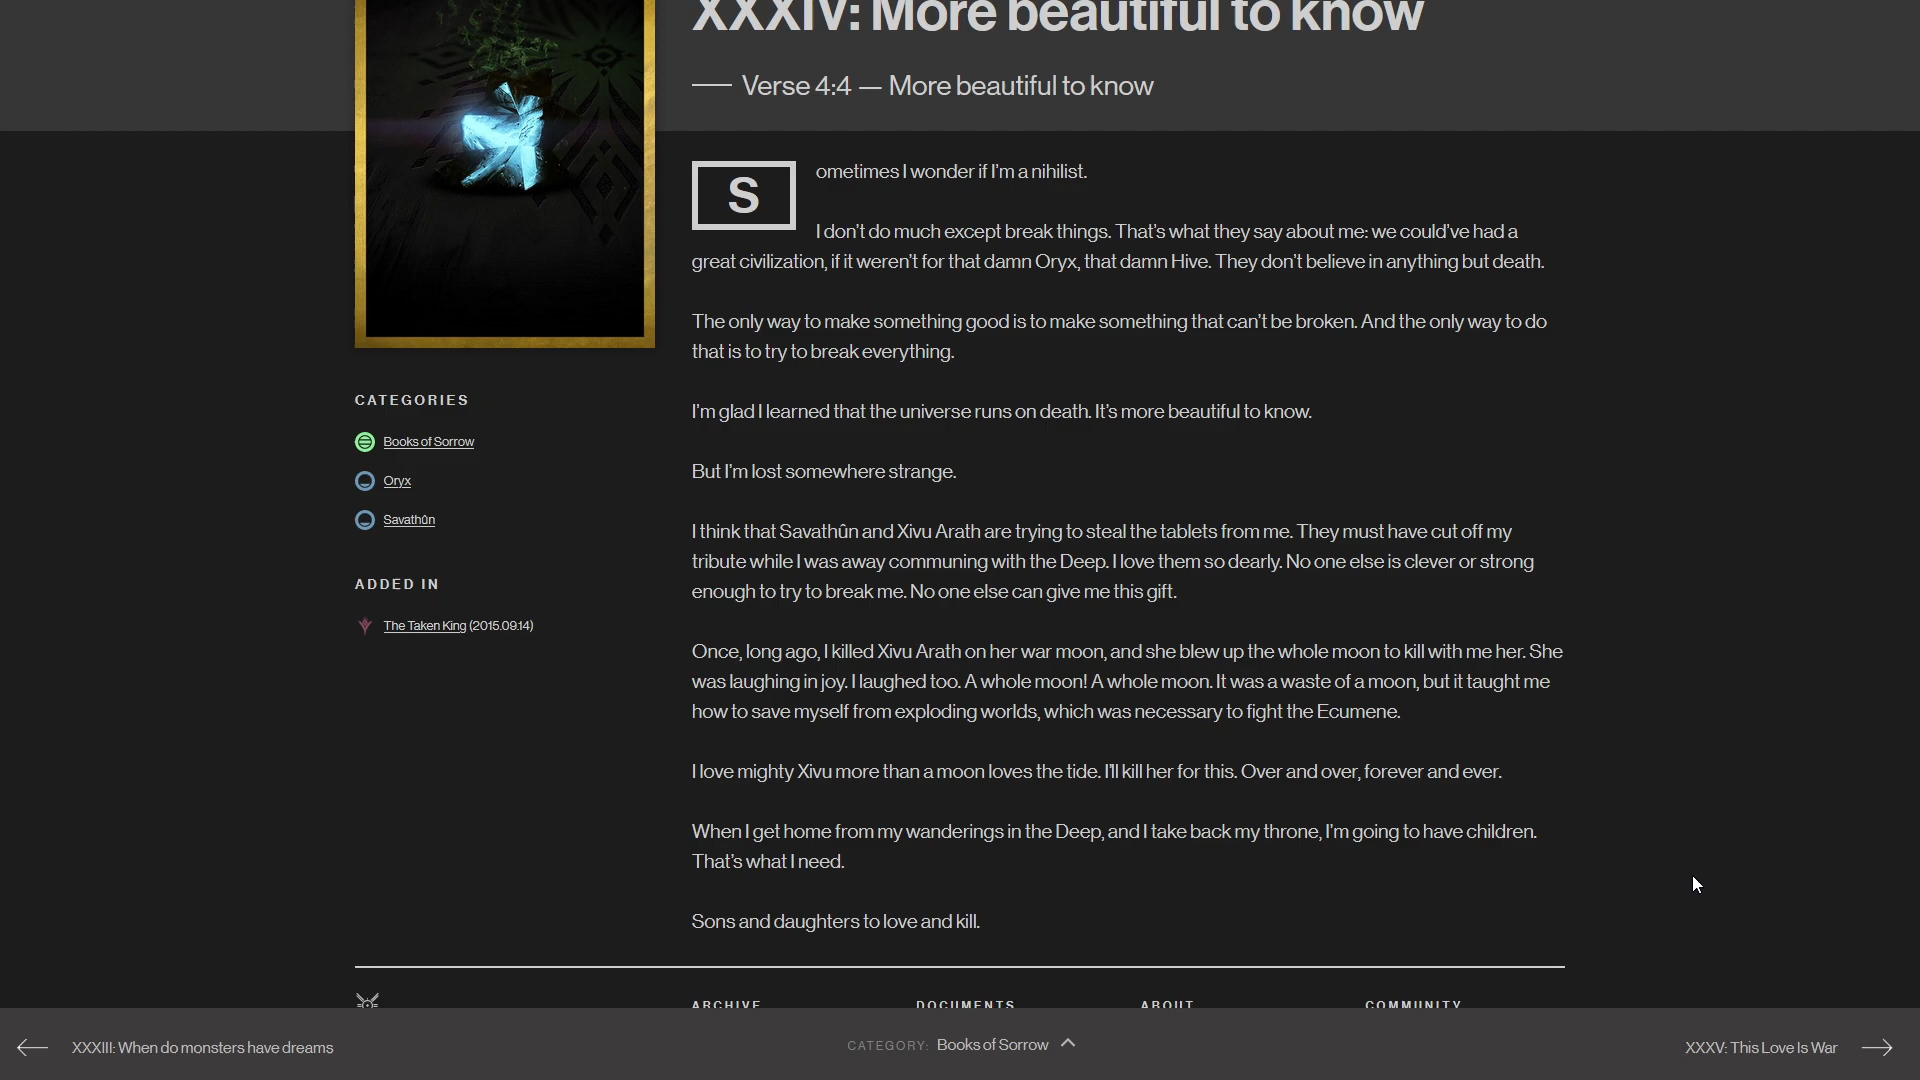 XXXIV: More beautiful to know
Verse 4:4 — More beautiful to know
Sometimes I wonder if I'm a nihilist.
I don't do much except break things. That's what they say about me: we could've had a
great civilization, if it weren't for that damn Oryx, that damn Hive. They don't believe in anything but death.
The only way to make something good is to make something that can't be broken. And the only way to do
that is to try to break everything.
I'm glad I learned that the universe runs on death. It's more beautiful to know.
But I'm lost somewhere strange.
I think that Savathûn and Xivu Arath are trying to steal the tablets from me. They must have cut off my
tribute while I was away communing with the Deep. I love them so dearly. No one else is clever or strong
enough to try to break me. No one else can give me this gift.
Once, long ago, I killed Xivu Arath on her war moon, and she blew up the whole moon to kill with me her. She
was laughing in joy. I laughed too. A whole moon! A whole moon. It was a waste of a moon, but it taught me
how to save myself from exploding worlds, which was necessary to fight the Ecumene.
I love mighty Xivu more than a moon loves the tide. I'll kill her for this. Over and over, forever and ever.
When I get home from my wanderings in the Deep, and I take back my throne, I'm going to have children.
That's what I need.
Sons and daughters to love and kill.
CATEGORIES
Books of Sorrow
Oryx
Savathûn
ADDED IN
The Taken King (2015.09.14)
ARCHIVE
DOCUMENTS
ABOUT
COMMUNITY
XXXIII: When do monsters have dreams
CATEGORY: Books of Sorrow
XXXV: This Love Is War